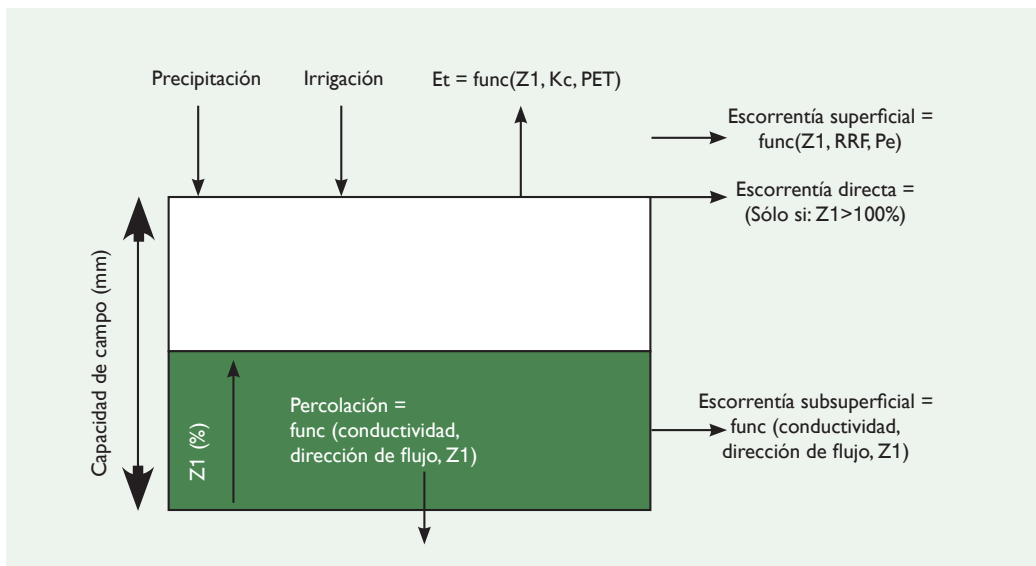 Precipitación
Irrigación
Et = func(Z1, Kc, PET)
Escorrentía superficial =
func(Z1, RRF, Pe)
Escorrentía directa =
(Sólo si: Z1>100%)
Capacidad de campo (mm)
Z1 (%)
Percolación =
func (conductividad,
dirección de flujo, Z1)
Escorrentía subsuperficial =
func (conductividad,
dirección de flujo, Z1)